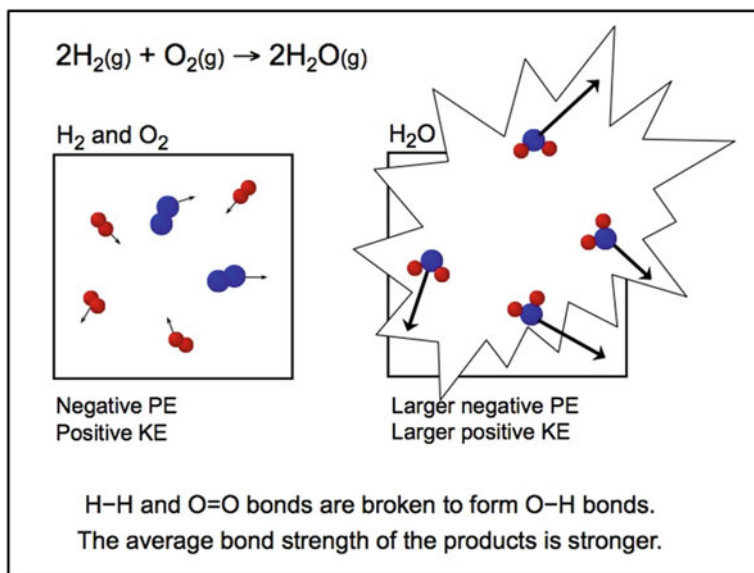 2H₂(g) + O₂(g) → 2H₂O(g)
H₂ and O₂
H₂O
Negative PE
Positive KE
Larger negative PE
Larger positive KE
H−H and O=O bonds are broken to form O−H bonds.
The average bond strength of the products is stronger.